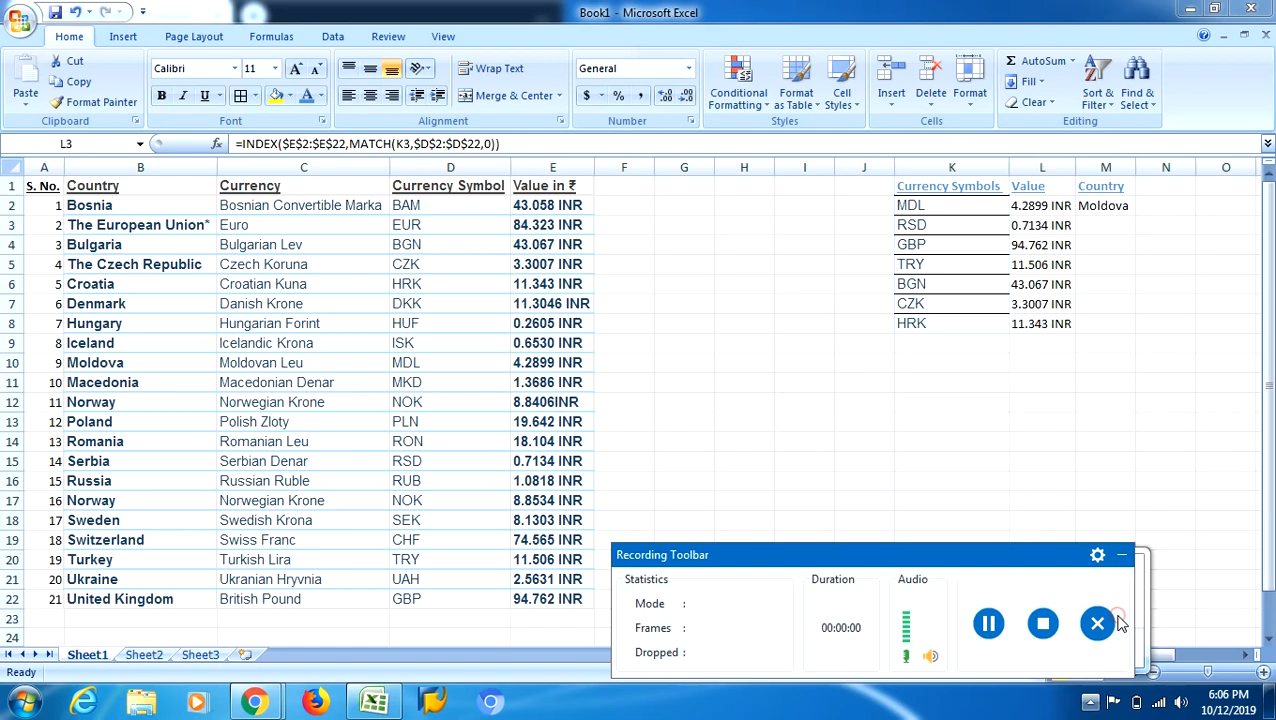 Book1 - Microsoft Excel
Home Insert Page Layout Formulas Data Review View
Paste Cut Copy Format Painter Clipboard
Calibri 11 A A B I U A Font
Wrap Text Merge & Center Alignment
General $ % , Number
Conditional Formatting Format as Table Cell Styles Styles
Insert Delete Format Cells
Σ AutoSum Fill Clear Sort & Filter Find & Select Editing
L3 fx =INDEX($E$2:$E$22,MATCH(K3,$D$2:$D$22,0))
A B C D E F G H I J K L M N O
1 S. No. Country Currency Currency Symbol Value in ₹ Currency Symbols Value Country
2 1 Bosnia Bosnian Convertible Marka BAM 43.058 INR MDL 4.2899 INR Moldova
3 2 The European Union* Euro EUR 84.323 INR RSD 0.7134 INR
4 3 Bulgaria Bulgarian Lev BGN 43.067 INR GBP 94.762 INR
5 4 The Czech Republic Czech Koruna CZK 3.3007 INR TRY 11.506 INR
6 5 Croatia Croatian Kuna HRK 11.343 INR BGN 43.067 INR
7 6 Denmark Danish Krone DKK 11.3046 INR CZK 3.3007 INR
8 7 Hungary Hungarian Forint HUF 0.2605 INR HRK 11.343 INR
9 8 Iceland Icelandic Krona ISK 0.6530 INR
10 9 Moldova Moldovan Leu MDL 4.2899 INR
11 10 Macedonia Macedonian Denar MKD 1.3686 INR
12 11 Norway Norwegian Krone NOK 8.8406INR
13 12 Poland Polish Zloty PLN 19.642 INR
14 13 Romania Romanian Leu RON 18.104 INR
15 14 Serbia Serbian Denar RSD 0.7134 INR
16 15 Russia Russian Ruble RUB 1.0818 INR
17 16 Norway Norwegian Krone NOK 8.8534 INR
18 17 Sweden Swedish Krona SEK 8.1303 INR
19 18 Switzerland Swiss Franc CHF 74.565 INR
20 19 Turkey Turkish Lira TRY 11.506 INR
21 20 Ukraine Ukranian Hryvnia UAH 2.5631 INR
22 21 United Kingdom British Pound GBP 94.762 INR
23
24
Recording Toolbar
Statistics Duration Audio
Mode :
Frames : 00:00:00
Dropped :
Sheet1 Sheet2 Sheet3
Ready
6:06 PM
10/12/2019